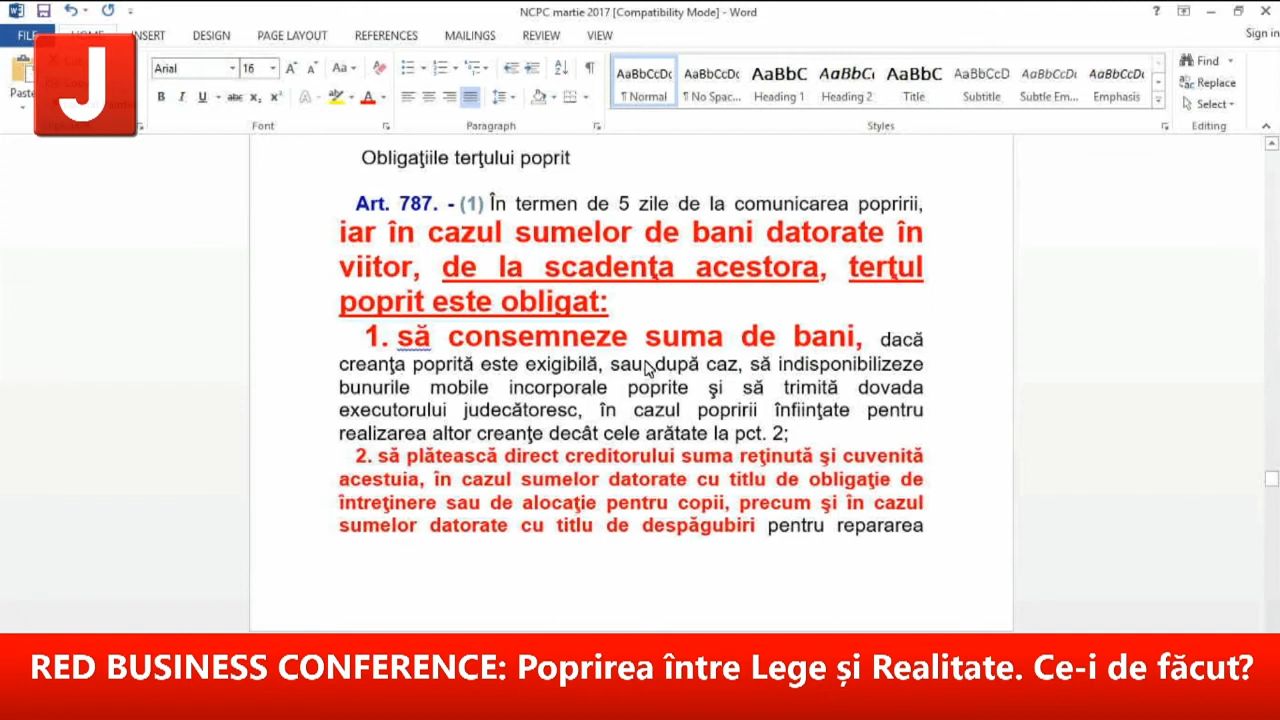 NCPC martie 2017 [Compatibility Mode] - Word
Sign in
FILE HOME INSERT DESIGN PAGE LAYOUT REFERENCES MAILINGS REVIEW VIEW
J
Paste
Arial 16
Find
Replace
Select
AaBbCcDc AaBbCcDc AaBbC AaBbCc AaBbC AaBbCcD AaBbCcDc AaBbCcDc
¶ Normal ¶ No Spac... Heading 1 Heading 2 Title Subtitle Subtle Em... Emphasis
Font Paragraph Styles Editing
Obligaţiile terţului poprit
Art. 787. - (1) În termen de 5 zile de la comunicarea popririi,
iar în cazul sumelor de bani datorate în
viitor, de la scadenţa acestora, terţul
poprit este obligat:
1. să consemneze suma de bani, dacă
creanţa poprită este exigibilă, sau după caz, să indisponibilizeze
bunurile mobile incorporale poprite şi să trimită dovada
executorului judecătoresc, în cazul popririi înfiinţate pentru
realizarea altor creanţe decât cele arătate la pct. 2;
2. să plătească direct creditorului suma reţinută şi cuvenită
acestuia, în cazul sumelor datorate cu titlu de obligaţie de
întreţinere sau de alocaţie pentru copii, precum şi în cazul
sumelor datorate cu titlu de despăgubiri pentru repararea
RED BUSINESS CONFERENCE: Poprirea între Lege și Realitate. Ce-i de făcut?